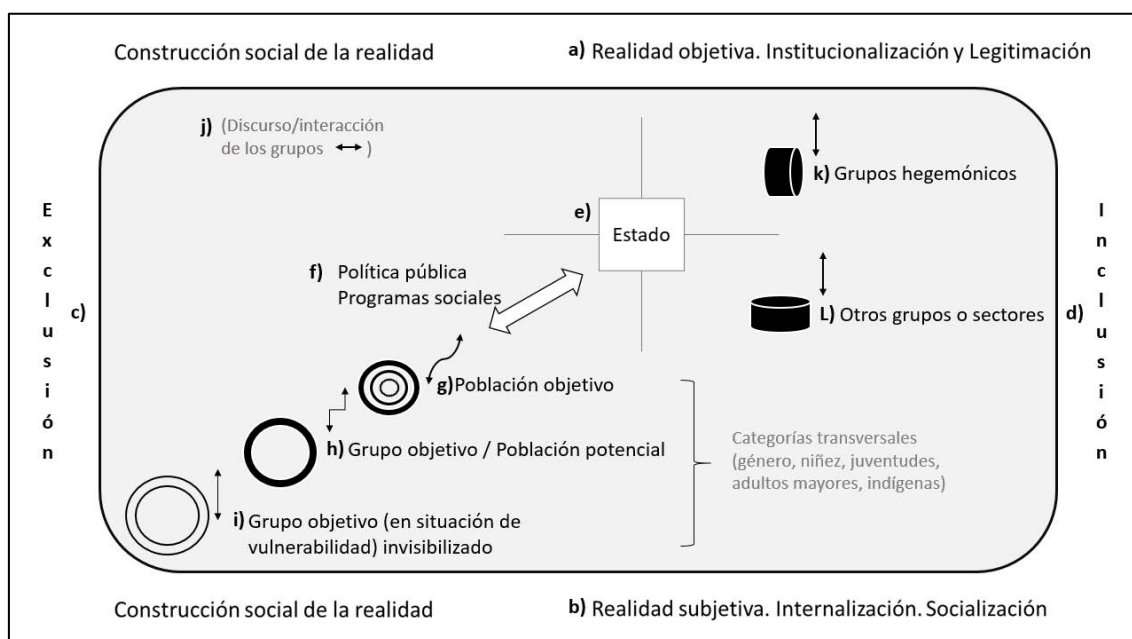 Construcción social de la realidad
a) Realidad objetiva. Institucionalización y Legitimación
j) (Discurso/interacción
de los grupos )
k) Grupos hegemónicos
Exclusión
c)
e)
Estado
Inclusión
d)
f) Política pública
Programas sociales
L) Otros grupos o sectores
g) Población objetivo
h) Grupo objetivo / Población potencial
Categorías transversales
(género, niñez, juventudes,
adultos mayores, indígenas)
i) Grupo objetivo (en situación de
vulnerabilidad) invisibilizado
Construcción social de la realidad
b) Realidad subjetiva. Internalización. Socialización